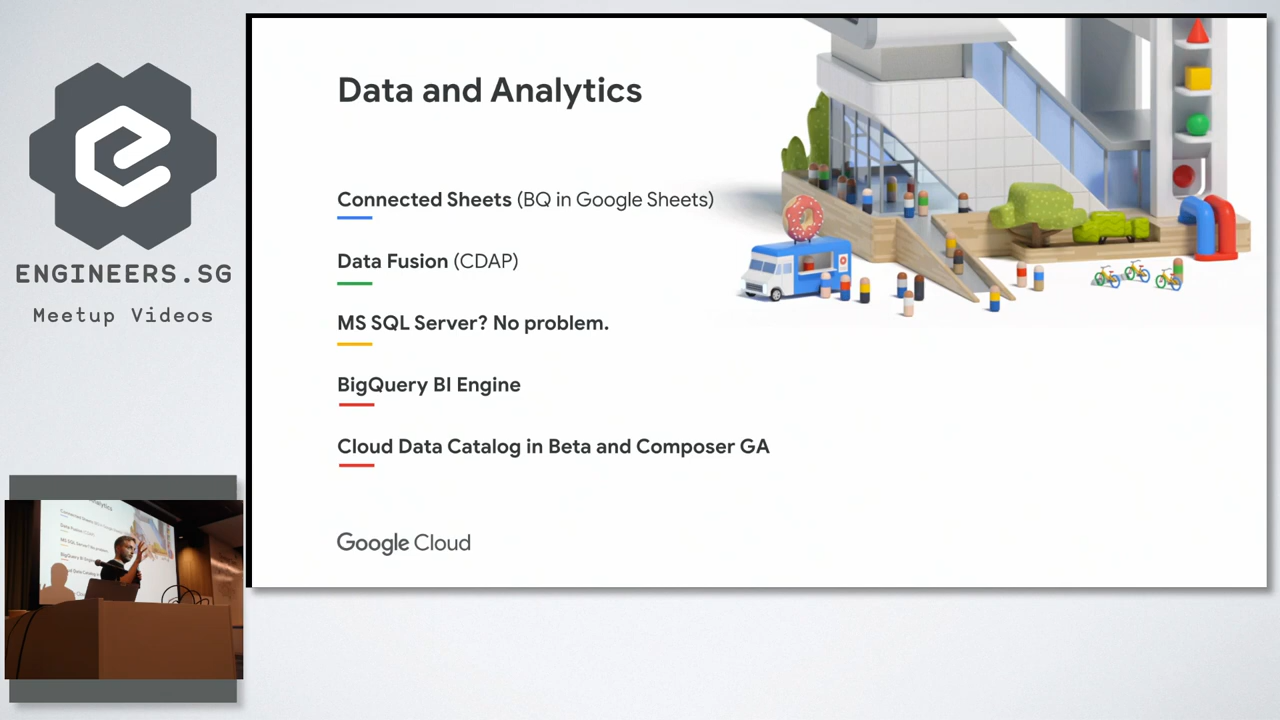 ENGINEERS.SG
Meetup Videos
Data and Analytics
Connected Sheets (BQ in Google Sheets)
Data Fusion (CDAP)
MS SQL Server? No problem.
BigQuery BI Engine
Cloud Data Catalog in Beta and Composer GA
Google Cloud